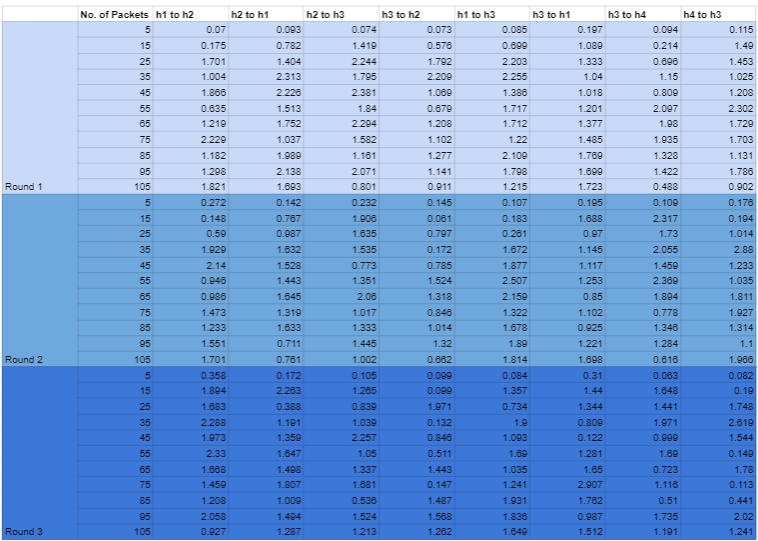 No. of Packets h1 to h2 h2 to h1 h2 to h3 h3 to h2 h1 to h3 h3 to h1 h3 to h4 h4 to h3
5 0.07 0.093 0.074 0.073 0.085 0.197 0.094 0.115
15 0.175 0.782 1.419 0.576 0.699 1.089 0.214 1.49
25 1.701 1.404 2.244 1.792 2.203 1.333 0.696 1.453
35 1.004 2.313 1.795 2.209 2.255 1.04 1.15 1.025
45 1.866 2.226 2.381 1.069 1.386 1.018 0.809 1.208
55 0.635 1.513 1.84 0.679 1.717 1.201 2.097 2.302
65 1.219 1.752 2.294 1.208 1.712 1.377 1.98 1.729
75 2.229 1.037 1.582 1.102 1.22 1.485 1.935 1.703
85 1.182 1.989 1.161 1.277 2.109 1.769 1.328 1.131
95 1.298 2.138 2.071 1.141 1.798 1.699 1.422 1.786
Round 1 105 1.821 1.693 0.801 0.911 1.215 1.723 0.488 0.902
5 0.272 0.142 0.232 0.145 0.107 0.195 0.109 0.176
15 0.148 0.767 1.906 0.061 0.183 1.688 2.317 0.194
25 0.59 0.987 1.635 0.797 0.261 0.97 1.73 1.014
35 1.929 1.632 1.535 0.172 1.672 1.145 2.055 2.88
45 2.14 1.528 0.773 0.785 1.877 1.117 1.459 1.233
55 0.946 1.443 1.351 1.524 2.507 1.253 2.369 1.035
65 0.986 1.645 2.06 1.318 2.159 0.85 1.894 1.811
75 1.473 1.319 1.017 0.846 1.322 1.102 0.778 1.927
85 1.233 1.633 1.333 1.014 1.678 0.925 1.346 1.314
95 1.551 0.711 1.445 1.32 1.89 1.221 1.284 1.1
Round 2 105 1.701 0.761 1.002 0.662 1.814 1.698 0.616 1.966
5 0.358 0.172 0.105 0.099 0.084 0.31 0.063 0.082
15 1.894 2.263 1.265 0.099 1.357 1.44 1.648 0.19
25 1.683 0.388 0.839 1.971 0.734 1.344 1.441 1.748
35 2.288 1.191 1.039 0.132 1.9 0.809 1.971 2.619
45 1.973 1.359 2.257 0.846 1.093 0.122 0.999 1.544
55 2.33 1.647 1.05 0.511 1.69 1.281 1.69 0.149
65 1.668 1.498 1.337 1.443 1.035 1.65 0.723 1.78
75 1.459 1.807 1.681 0.147 1.241 2.907 1.116 0.113
85 1.208 1.009 0.536 1.487 1.931 1.762 0.51 0.441
95 2.058 1.494 1.524 1.568 1.836 0.987 1.735 2.02
Round 3 105 0.927 1.287 1.213 1.262 1.649 1.512 1.191 1.241